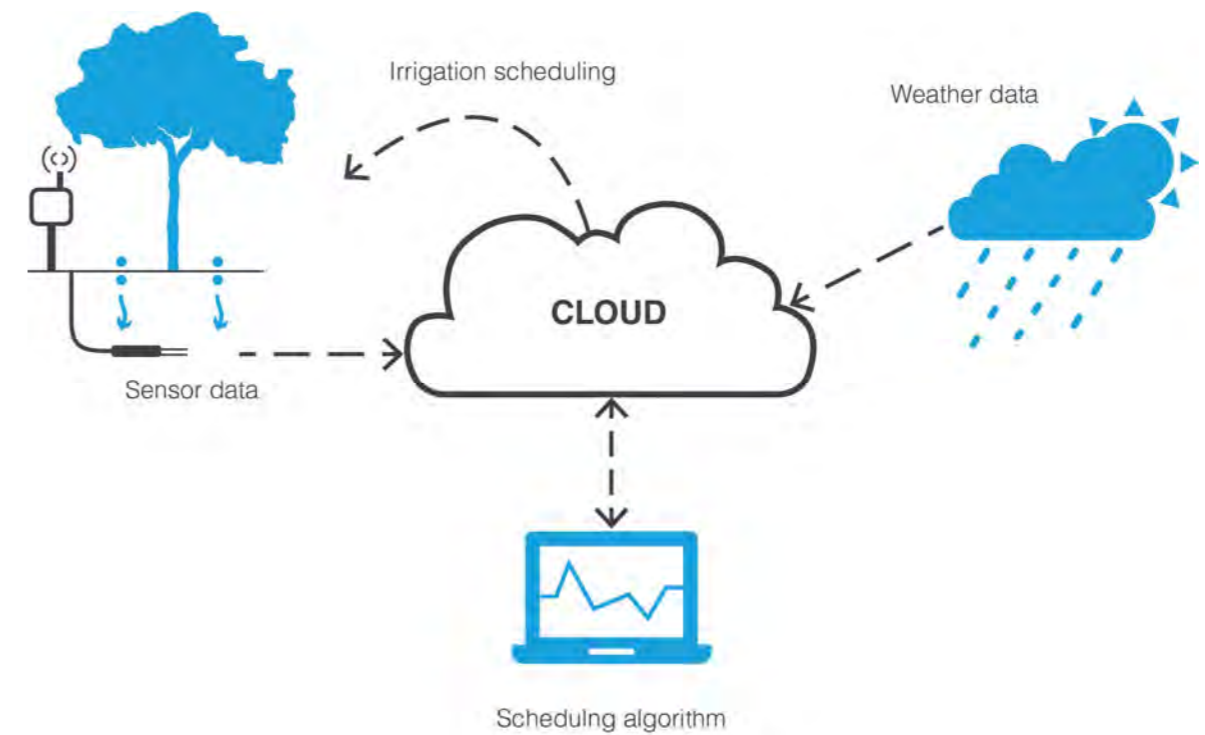 Irrigation scheduling
Weather data
CLOUD
Sensor data
Schedulng algorithm